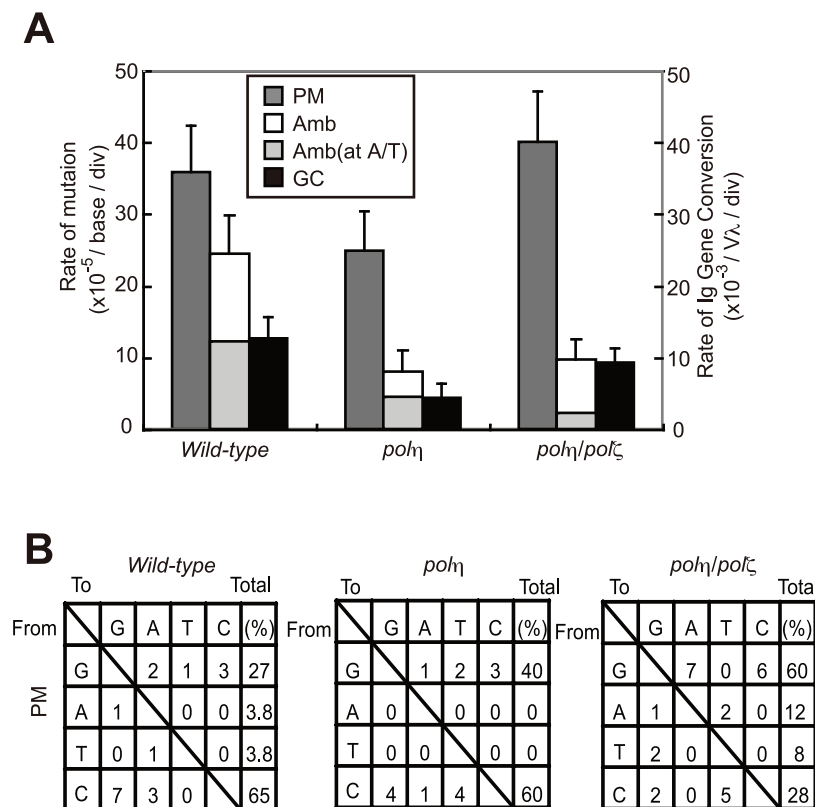 A
50
40
30
20
10
0
Rate of mutaion
(x10-5 / base / div)
PM
Amb
Amb(at A/T)
GC
50
40
30
20
10
0
Rate of Ig Gene Conversion
(x10-3 / Vλ / div)
Wild-type
polη
polη/polζ
B
Wild-type
To Total
From G A T C (%)
G 2 1 3 27
A 1 0 0 3.8
T 0 1 0 3.8
C 7 3 0 65
PM
polη
To Total
From G A T C (%)
G 1 2 3 40
A 0 0 0 0
T 0 0 0 0
C 4 1 4 60
polη/polζ
To Tota
From G A T C (%)
G 7 0 6 60
A 1 2 0 12
T 2 0 0 8
C 2 0 5 28